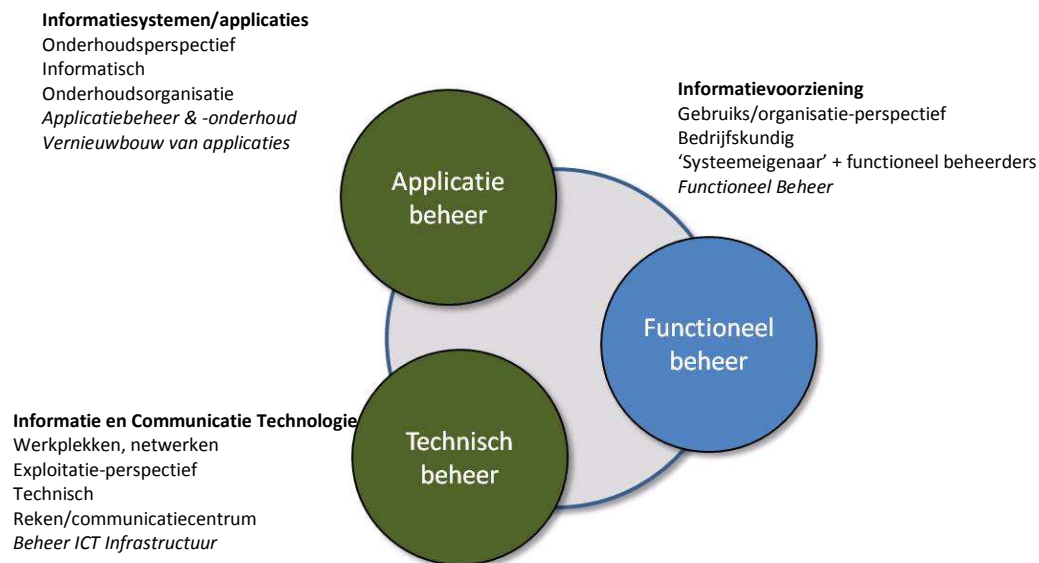 Informatiesystemen/applicaties
Onderhoudsperspectief
Informatisch
Onderhoudsorganisatie
Applicatiebeheer & -onderhoud
Vernieuwbouw van applicaties
Informatievoorziening
Gebruiks/organisatie-perspectief
Bedrijfskundig
‘Systeemeigenaar’ + functioneel beheerders
Functioneel Beheer
Applicatie
beheer
Functioneel
beheer
Technisch
beheer
Informatie en Communicatie Technologie
Werkplekken, netwerken
Exploitatie-perspectief
Technisch
Reken/communicatiecentrum
Beheer ICT Infrastructuur